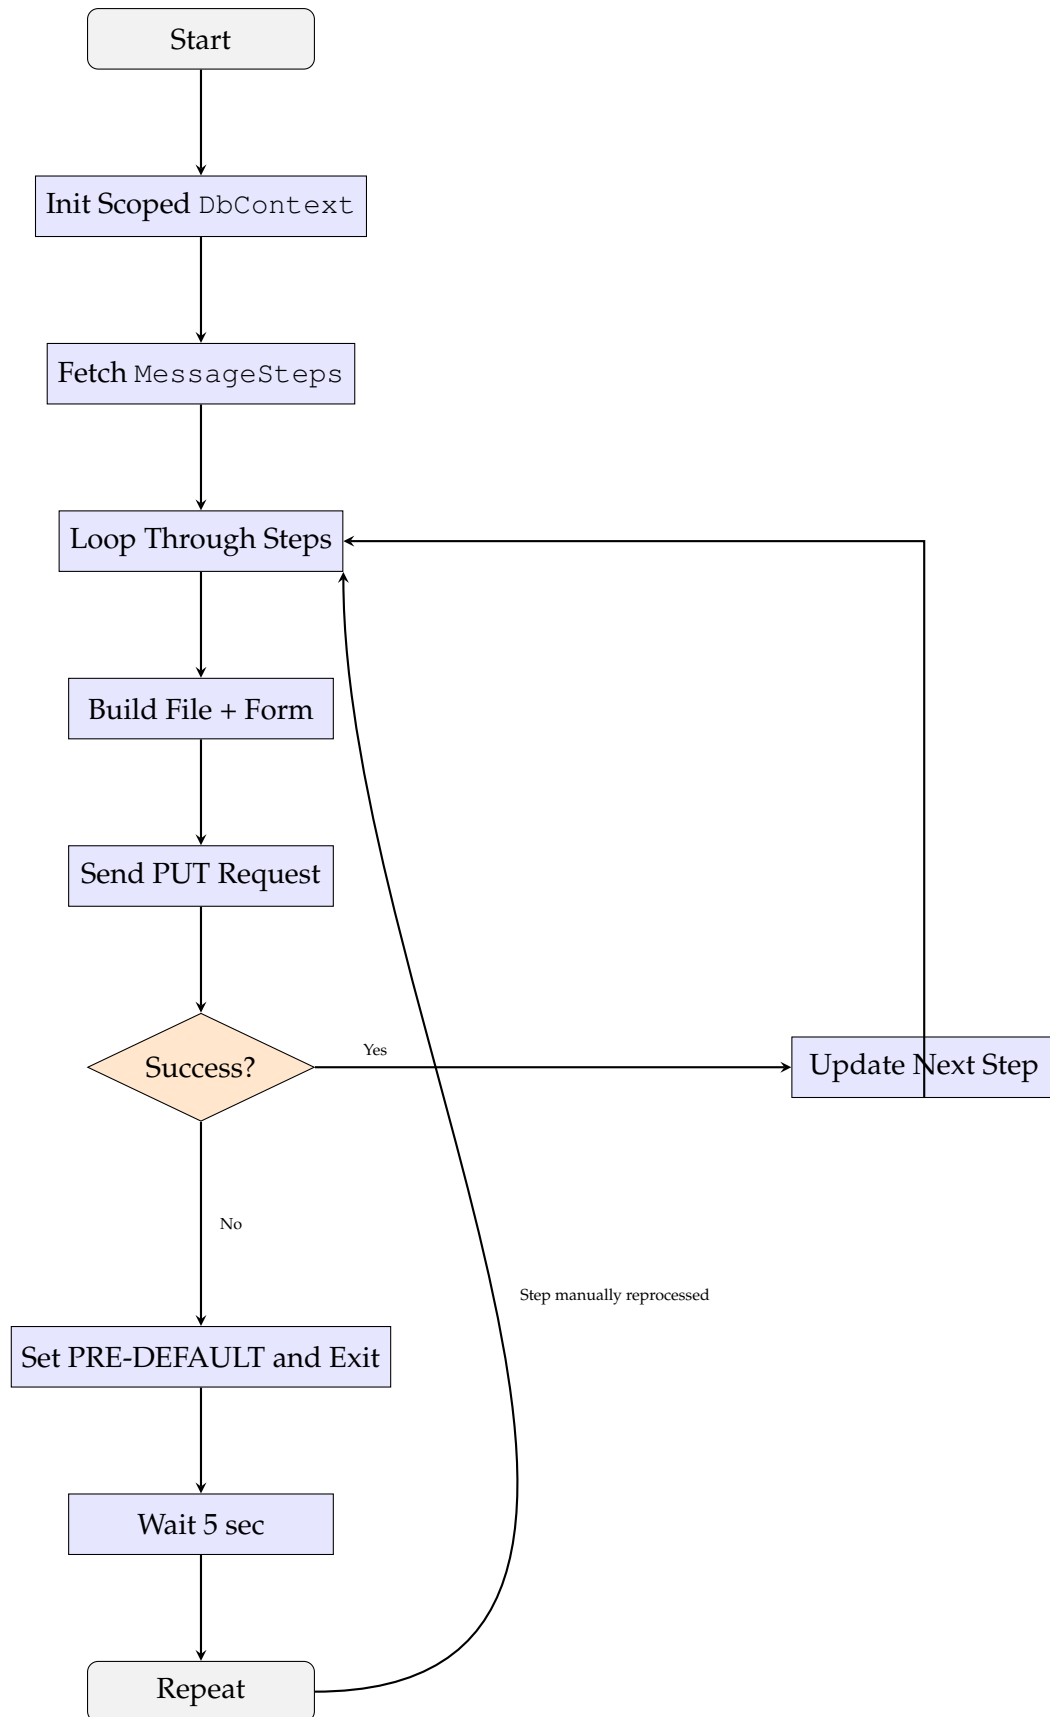 Start
Init Scoped DbContext
Fetch MessageSteps
Loop Through Steps
Build File + Form
Send PUT Request
Success?
Yes
Update Next Step
No
Step manually reprocessed
Set PRE-DEFAULT and Exit
Wait 5 sec
Repeat